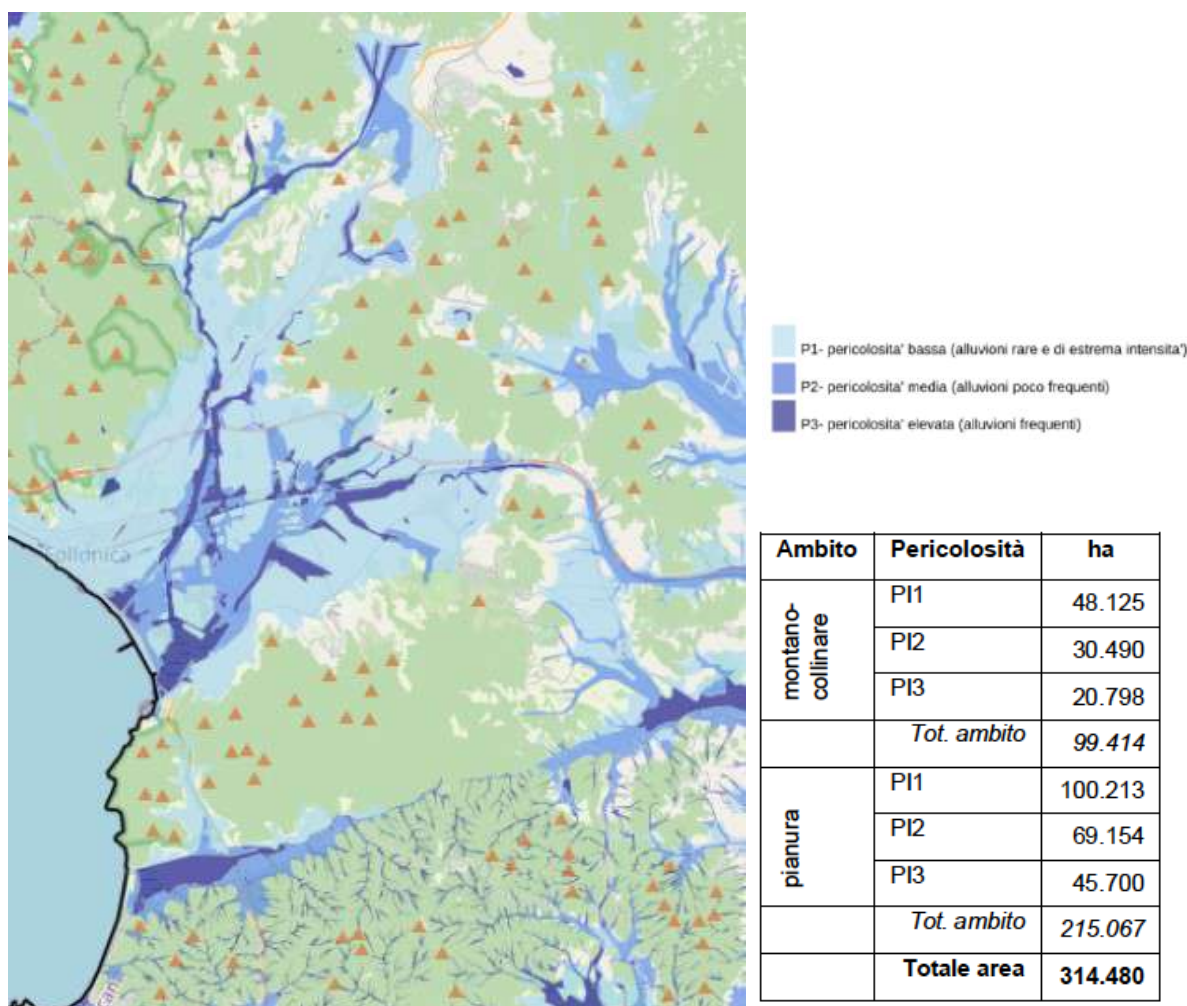 Follonica
P1- pericolosita' bassa (alluvioni rare e di estrema intensita')
P2- pericolosita' media (alluvioni poco frequenti)
P3- pericolosita' elevata (alluvioni frequenti)
Ambito Pericolosità ha
montano-
collinare
PI1 48.125
PI2 30.490
PI3 20.798
Tot. ambito 99.414
pianura
PI1 100.213
PI2 69.154
PI3 45.700
Tot. ambito 215.067
Totale area 314.480